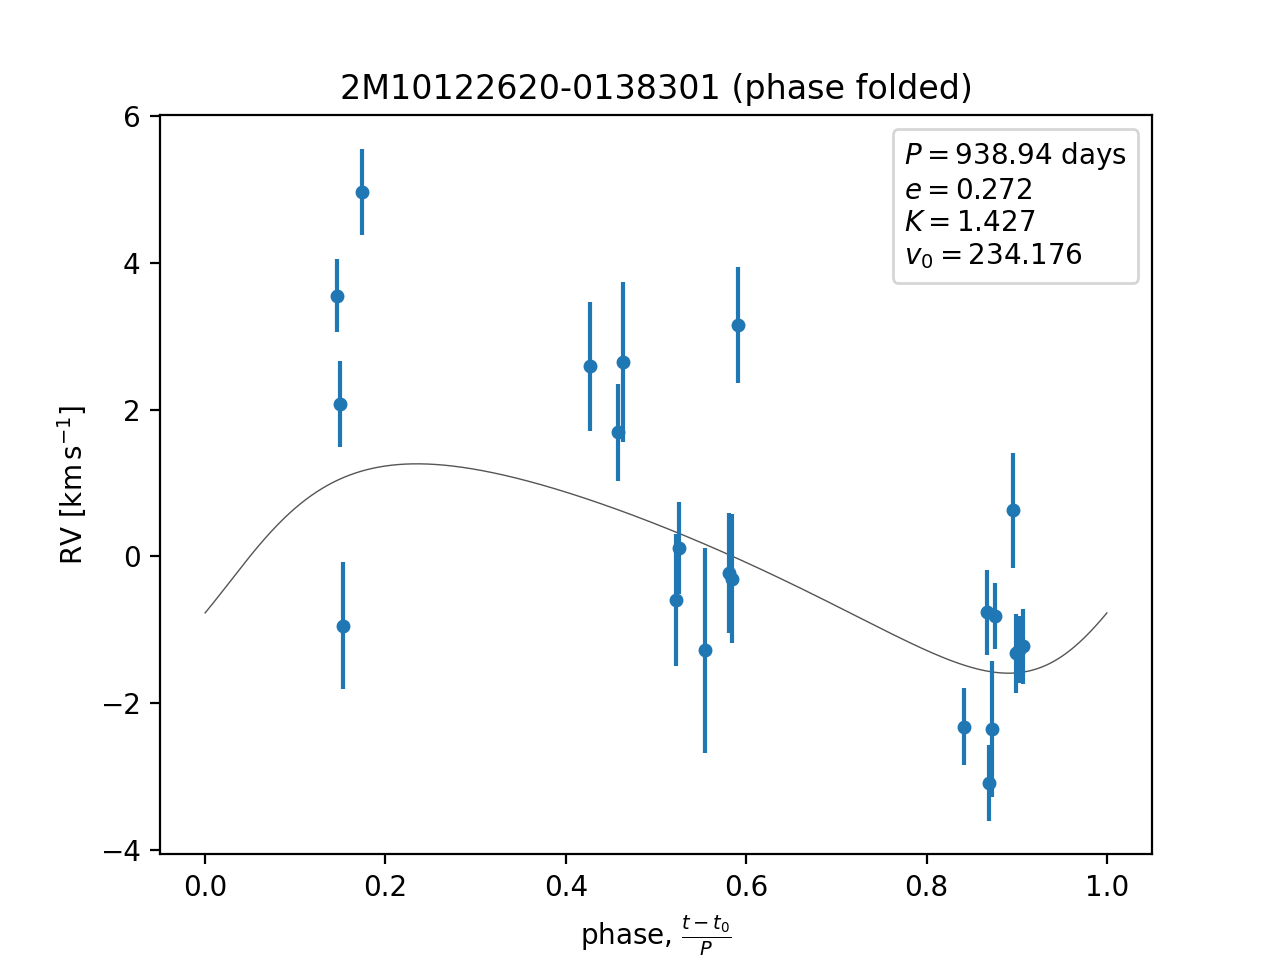 2M10122620-0138301 (phase folded)
P = 938.94 days
e = 0.272
K = 1.427
v₀ = 234.176
RV [km s⁻¹]
6
4
2
0
−2
−4
0.0 0.2 0.4 0.6 0.8 1.0
phase, (t − t₀)/P